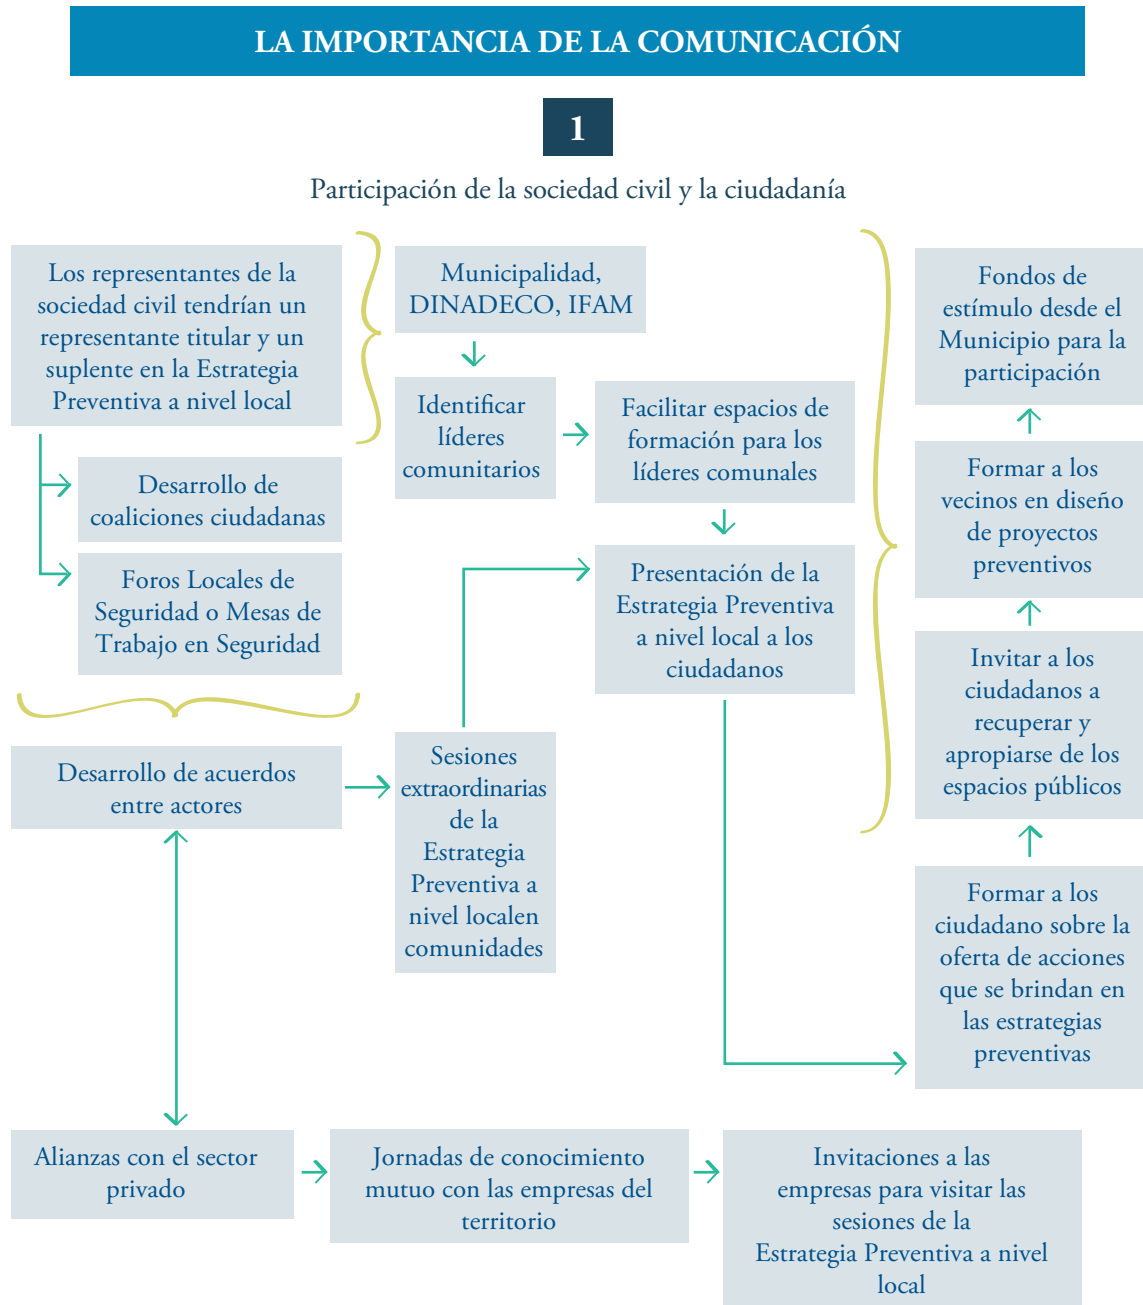 LA IMPORTANCIA DE LA COMUNICACIÓN
1
Participación de la sociedad civil y la ciudadanía
Los representantes de la
sociedad civil tendrían un
representante titular y un
suplente en la Estrategia
Preventiva a nivel local
Desarrollo de
coaliciones ciudadanas
Foros Locales de
Seguridad o Mesas de
Trabajo en Seguridad
Desarrollo de acuerdos
entre actores
Municipalidad,
DINADECO, IFAM
Identificar
líderes
comunitarios
Facilitar espacios de
formación para los
líderes comunales
Presentación de la
Estrategia Preventiva
a nivel local a los
ciudadanos
Sesiones
extraordinarias
de la
Estrategia
Preventiva a
nivel localen
comunidades
Fondos de
estímulo desde el
Municipio para la
participación
Formar a los
vecinos en diseño
de proyectos
preventivos
Invitar a los
ciudadanos a
recuperar y
apropiarse de los
espacios públicos
Formar a los
ciudadano sobre la
oferta de acciones
que se brindan en
las estrategias
preventivas
Alianzas con el sector
privado
Jornadas de conocimiento
mutuo con las empresas del
territorio
Invitaciones a las
empresas para visitar las
sesiones de la
Estrategia Preventiva a nivel
local